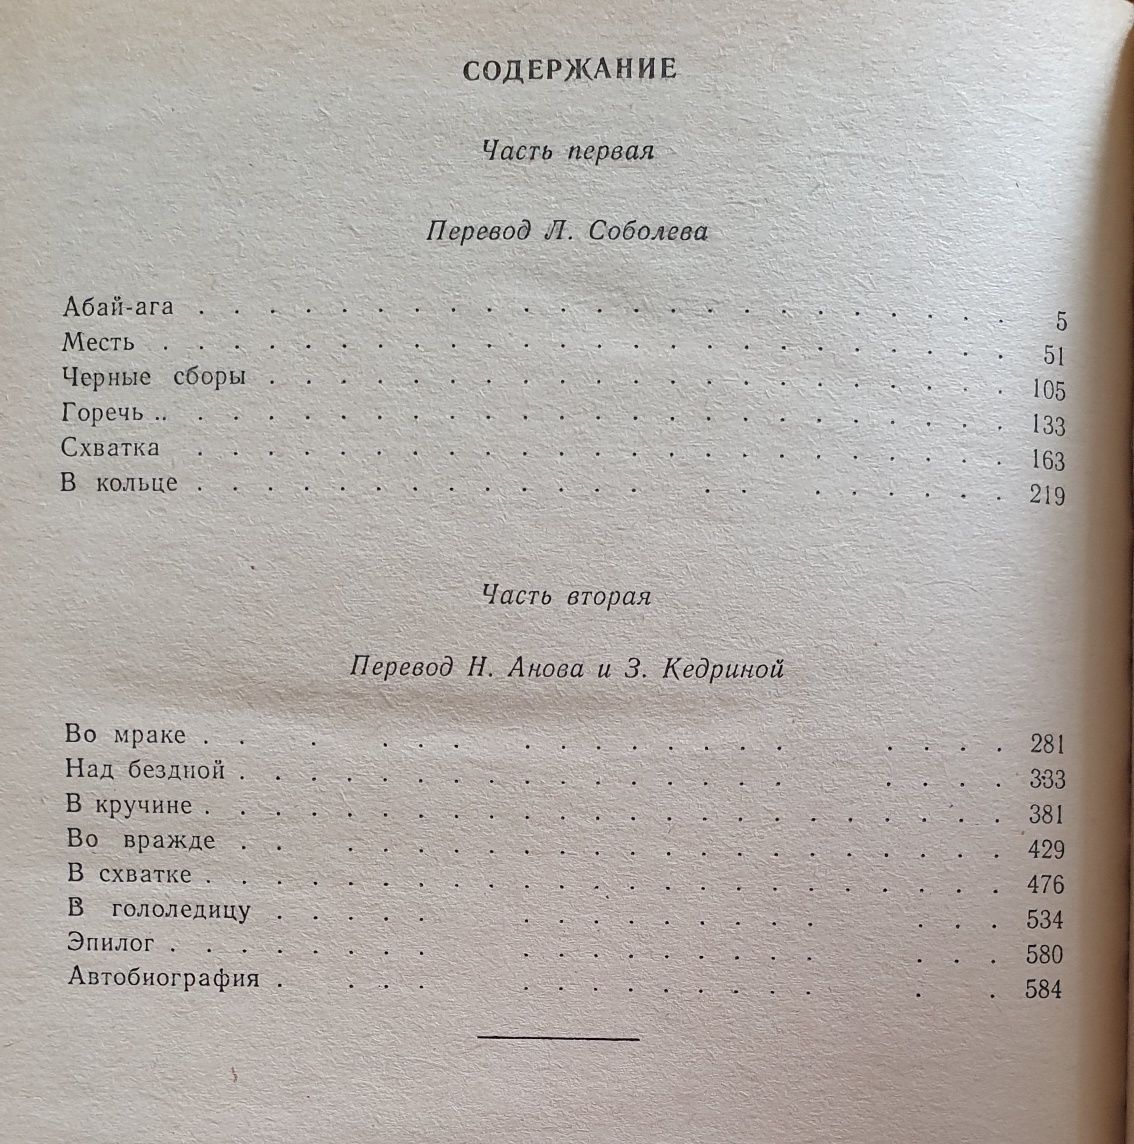 СОДЕРЖАНИЕ
Часть первая
Перевод Л. Соболева
Абай-ага . . . . . . . . . . . . . . . . . . . . . . . 5
Месть . . . . . . . . . . . . . . . . . . . . . . . . 51
Черные сборы . . . . . . . . . . . . . . . . . . . . . 105
Горечь .. . . . . . . . . . . . . . . . . . . . . . . . 133
Схватка . . . . . . . . . . . . . . . . . . . . . . . 163
В кольце . . . . . . . . . . . . . . . . . . . . . 219
Часть вторая
Перевод Н. Анова и З. Кедриной
Во мраке . . . . . . . . . . . . . . . . . . 281
Над бездной . . . . . . . . . . . . . . . . . . . 333
В кручине . . . . . . . . . . . . . . . . . . . . . . . 381
Во вражде . . . . . . . . . . . . . . . . . . . . 429
В схватке . . . . . . . . . . . . . . . . . . . . . . . 476
В гололедицу . . . . . . . . . . . . . . . . 534
Эпилог . . . . . . . . . . . . . . . . . . . 580
Автобиография . . . . . . . . . . . . . . . 584